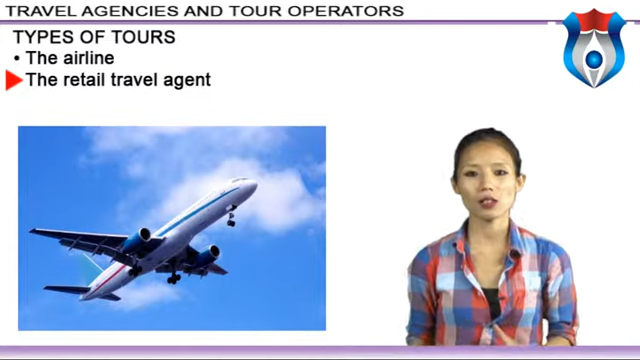 TRAVEL AGENCIES AND TOUR OPERATORS
TYPES OF TOURS
• The airline
The retail travel agent